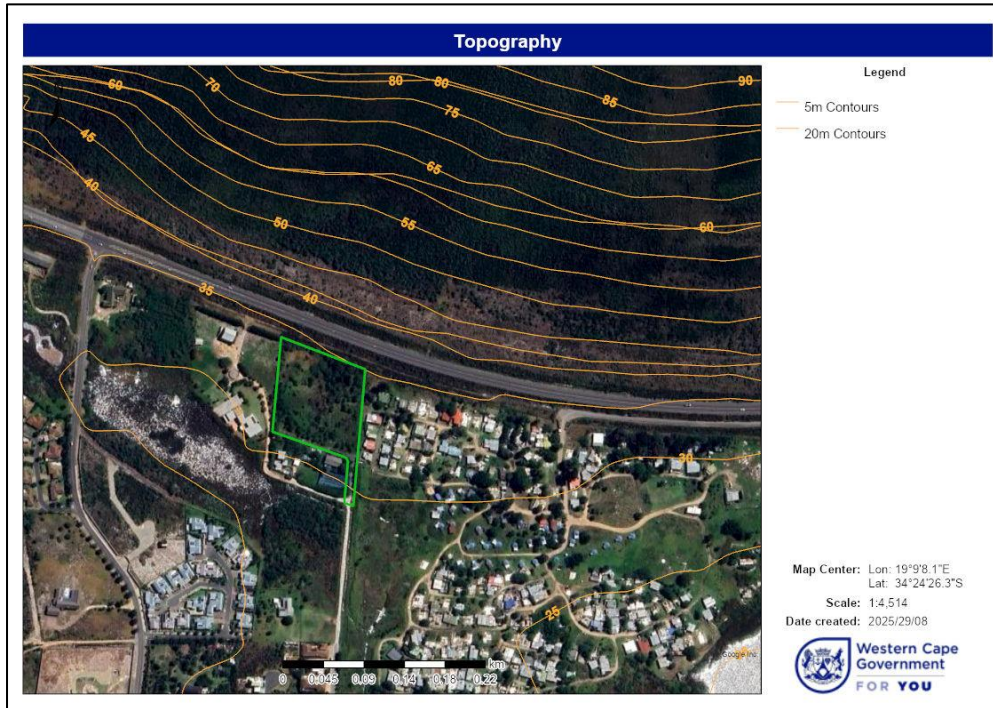 Topography
Legend
5m Contours
20m Contours
60
70
80
80
90
85
75
45
65
40
50
55
60
35
40
30
25
Map Center: Lon: 19°9'8.1"E
Lat: 34°24'26.3"S
Scale: 1:4,514
Date created: 2025/29/08
km
0 0.045 0.09 0.14 0.18 0.22
Google Inc
Western Cape
Government
FOR YOU